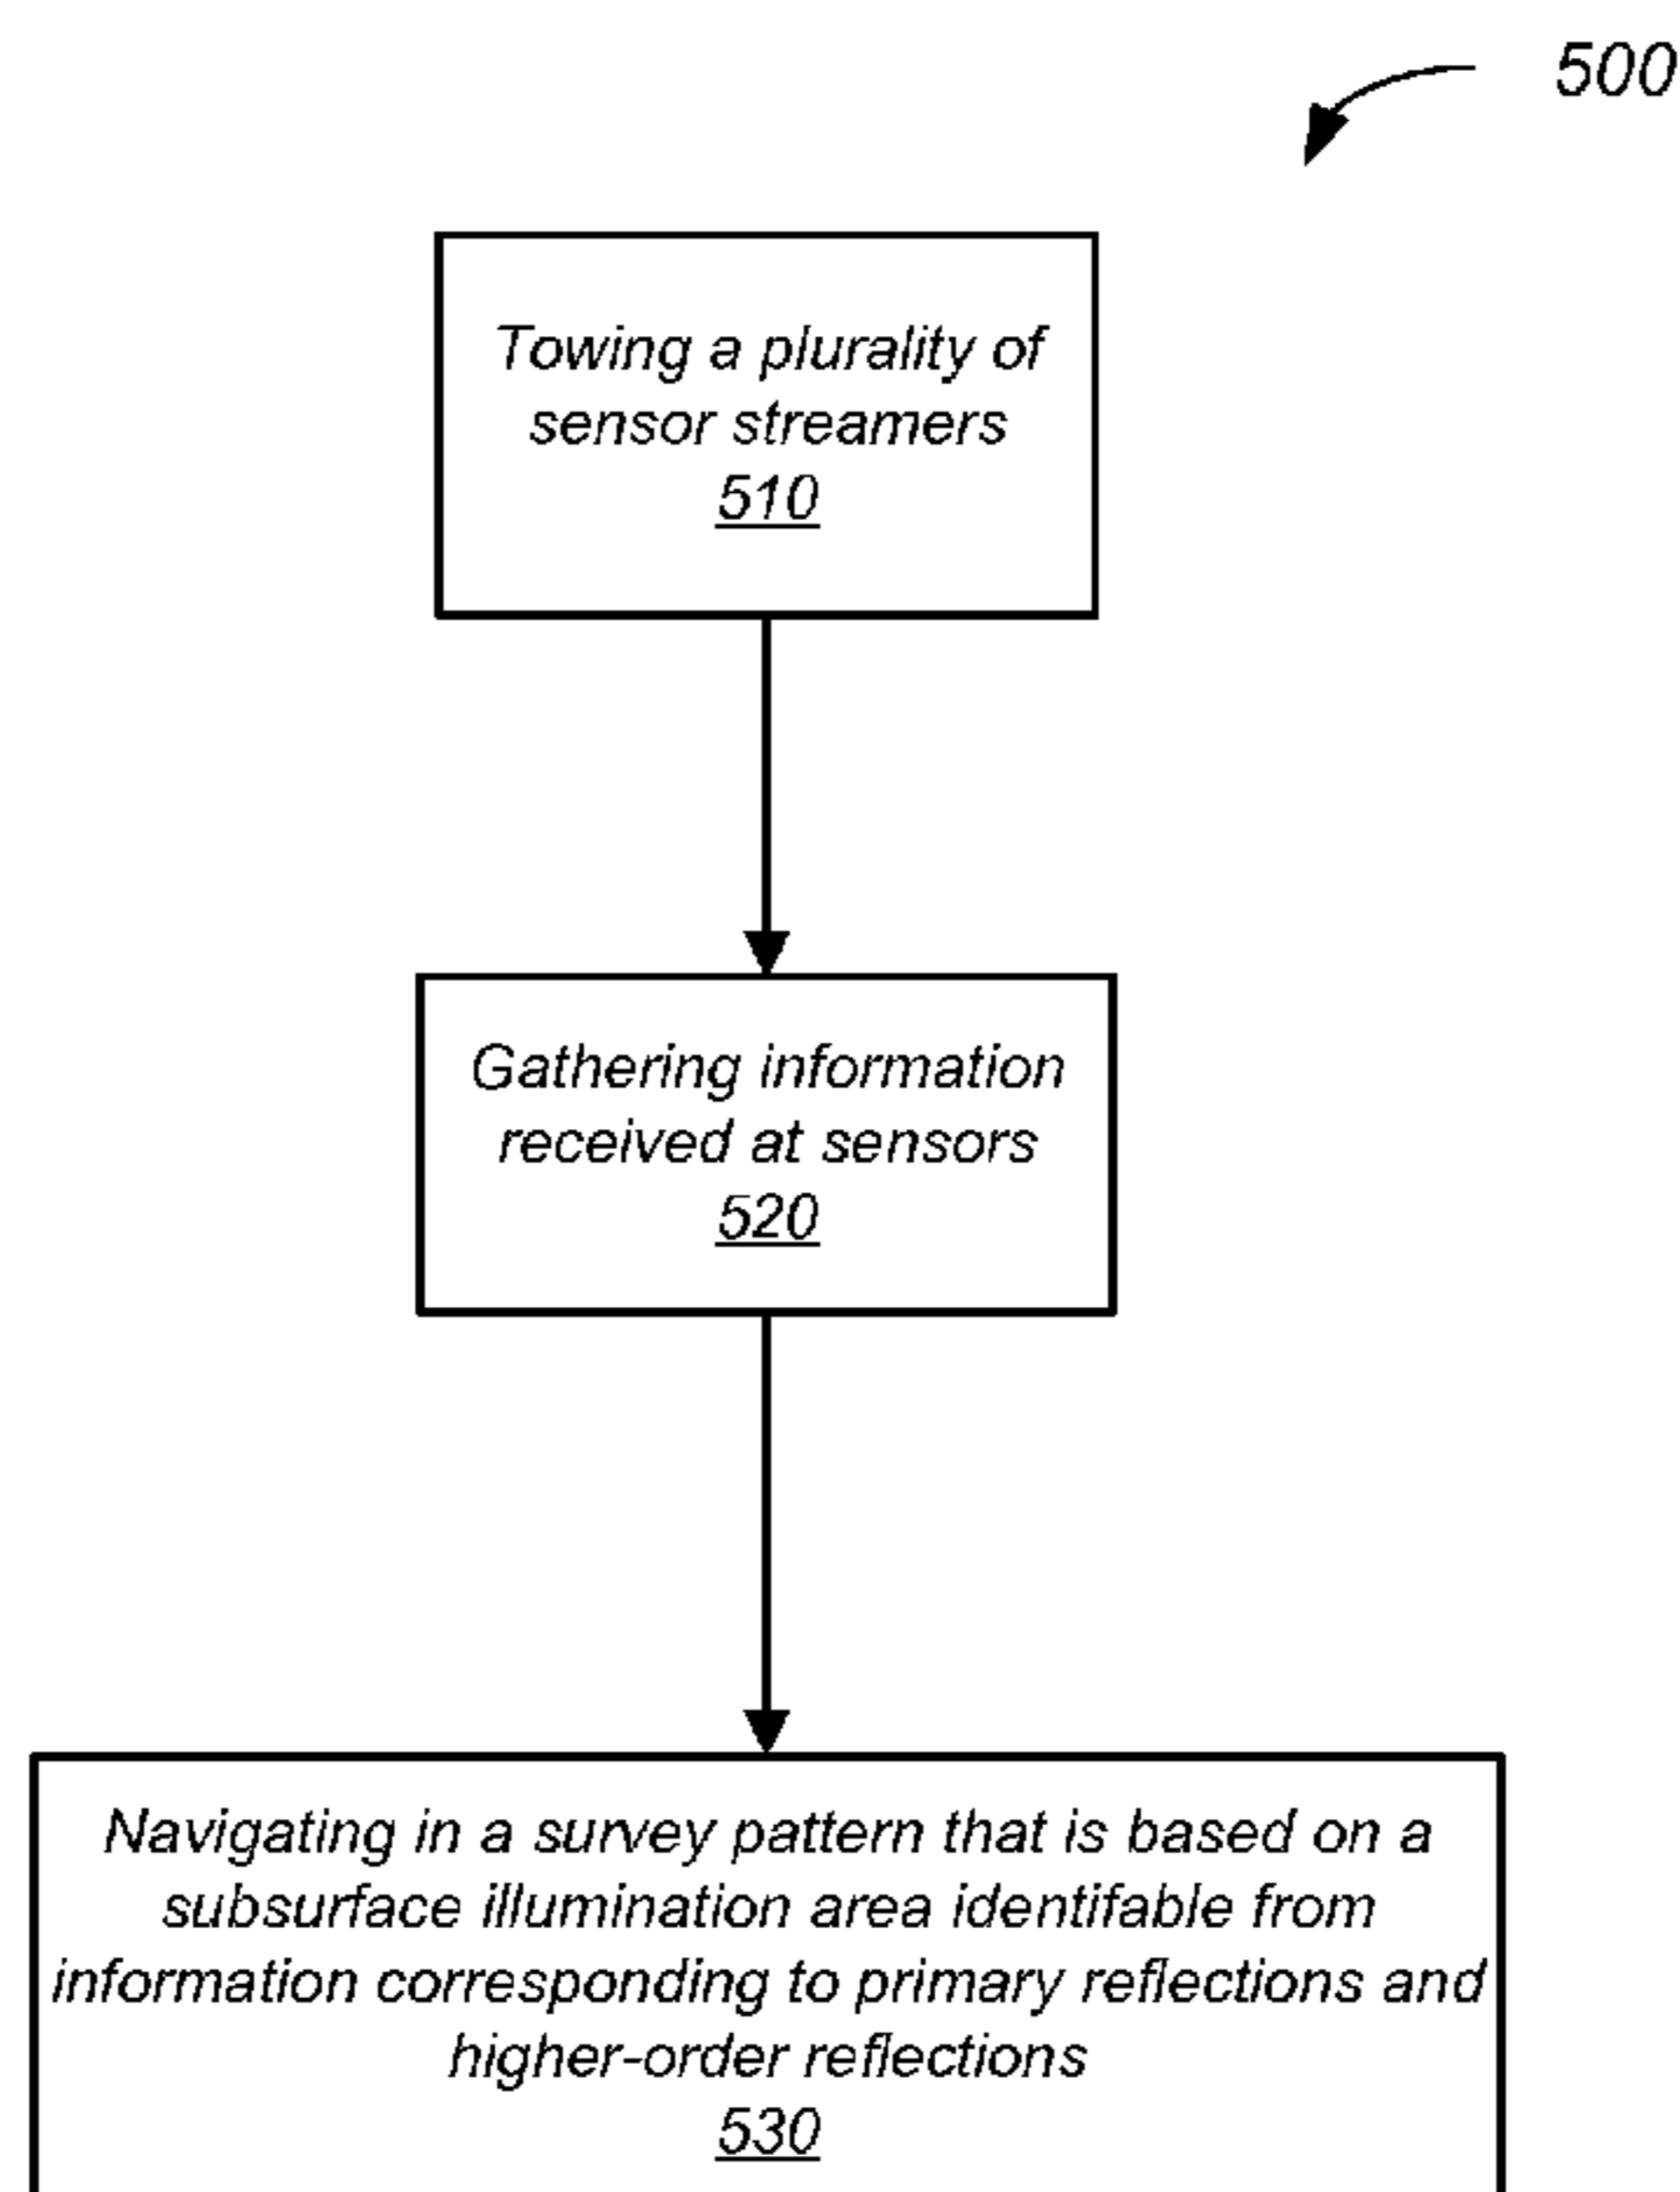 500
Towing a plurality of
sensor streamers
510
Gathering information
received at sensors
520
Navigating in a survey pattern that is based on a
subsurface illumination area identifable from
information corresponding to primary reflections and
higher-order reflections
530